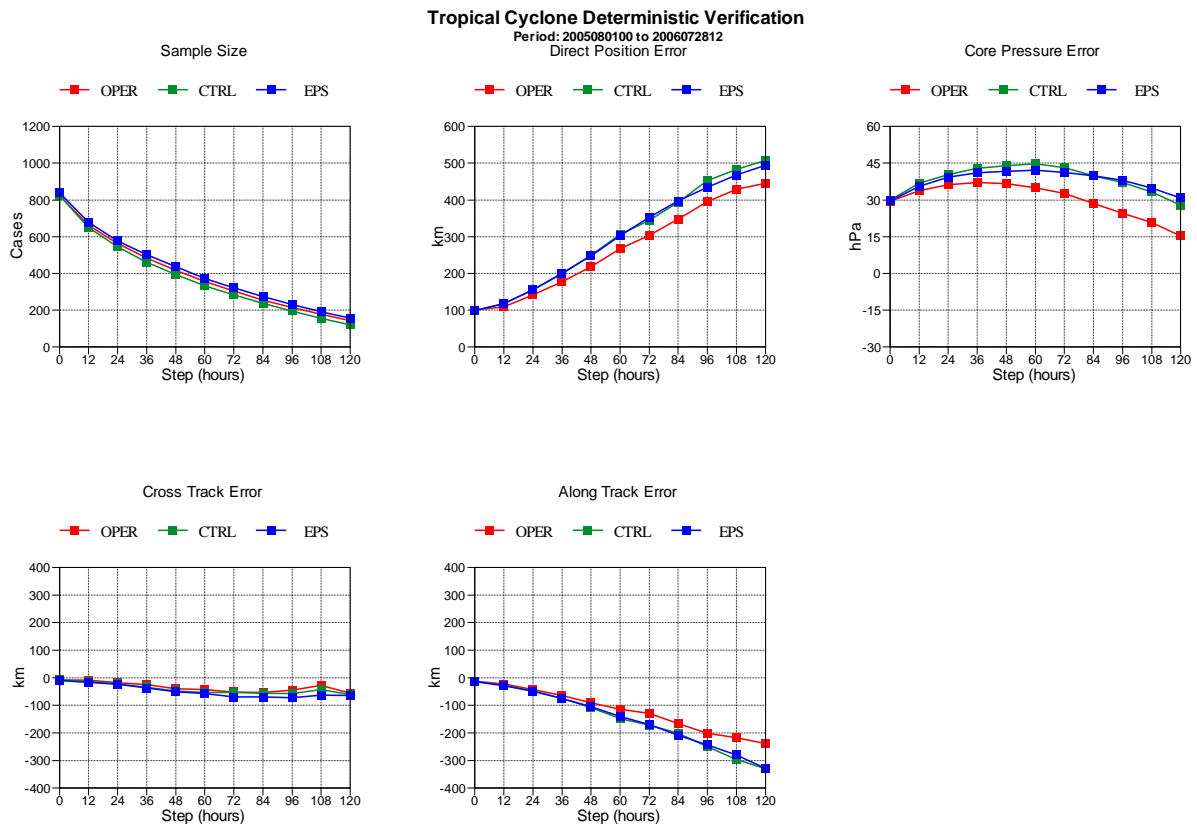 Tropical Cyclone Deterministic Verification
Period: 2005080100 to 2006072812
Sample Size
OPER CTRL EPS
Cases
1200
1000
800
600
400
200
0
0 12 24 36 48 60 72 84 96 108 120
Step (hours)
Direct Position Error
OPER CTRL EPS
km
600
500
400
300
200
100
0
0 12 24 36 48 60 72 84 96 108 120
Step (hours)
Core Pressure Error
OPER CTRL EPS
hPa
60
45
30
15
0
-15
-30
0 12 24 36 48 60 72 84 96 108 120
Step (hours)
Cross Track Error
OPER CTRL EPS
km
400
300
200
100
0
-100
-200
-300
-400
0 12 24 36 48 60 72 84 96 108 120
Step (hours)
Along Track Error
OPER CTRL EPS
km
400
300
200
100
0
-100
-200
-300
-400
0 12 24 36 48 60 72 84 96 108 120
Step (hours)